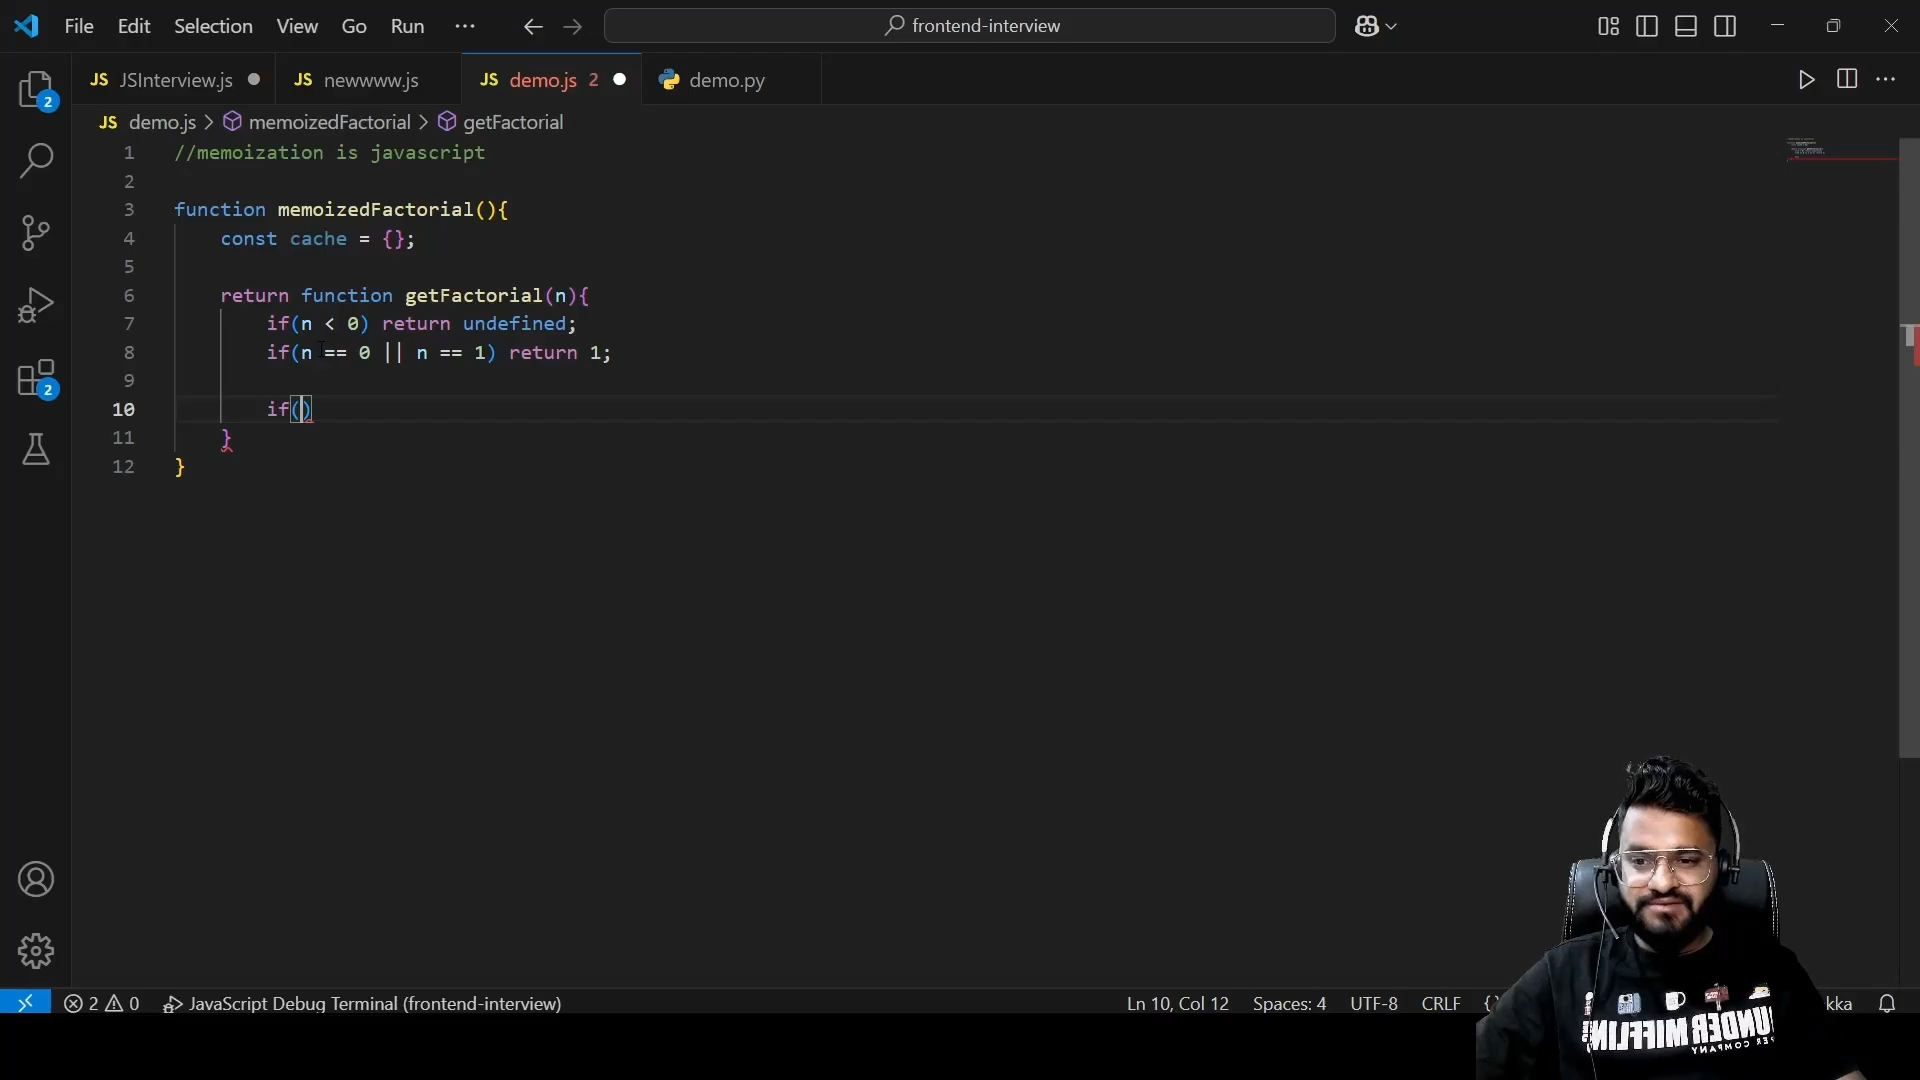 File Edit Selection View Go Run ··· ← → frontend-interview
2 JS JSInterview.js JS newwww.js JS demo.js 2 demo.py ···
JS demo.js > memoizedFactorial > getFactorial
1 //memoization is javascript
2
3 function memoizedFactorial(){
4 const cache = {};
5
6 return function getFactorial(n){
7 if(n < 0) return undefined;
8 if(n == 0 || n == 1) return 1;
9
2
10 if()
11 }
12 }
2 0 JavaScript Debug Terminal (frontend-interview) Ln 10, Col 12 Spaces: 4 UTF-8 CRLF { kka